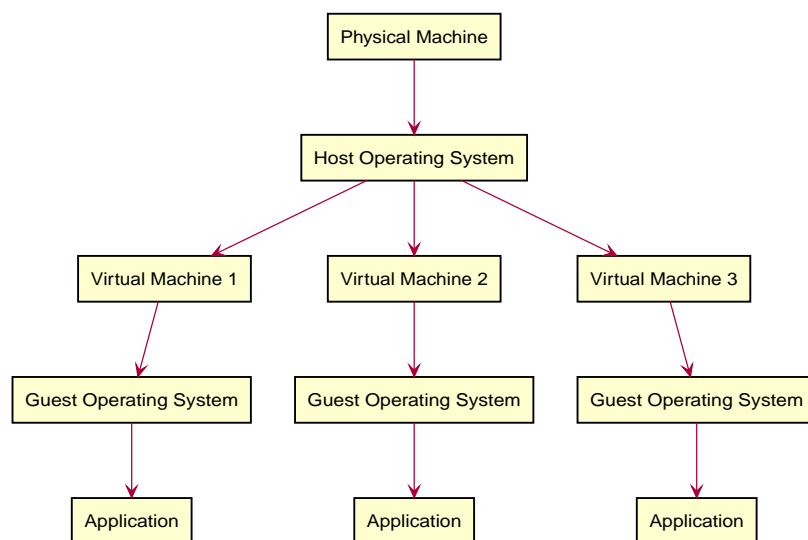 Physical Machine
Host Operating System
Virtual Machine 1
Virtual Machine 2
Virtual Machine 3
Guest Operating System
Guest Operating System
Guest Operating System
Application
Application
Application